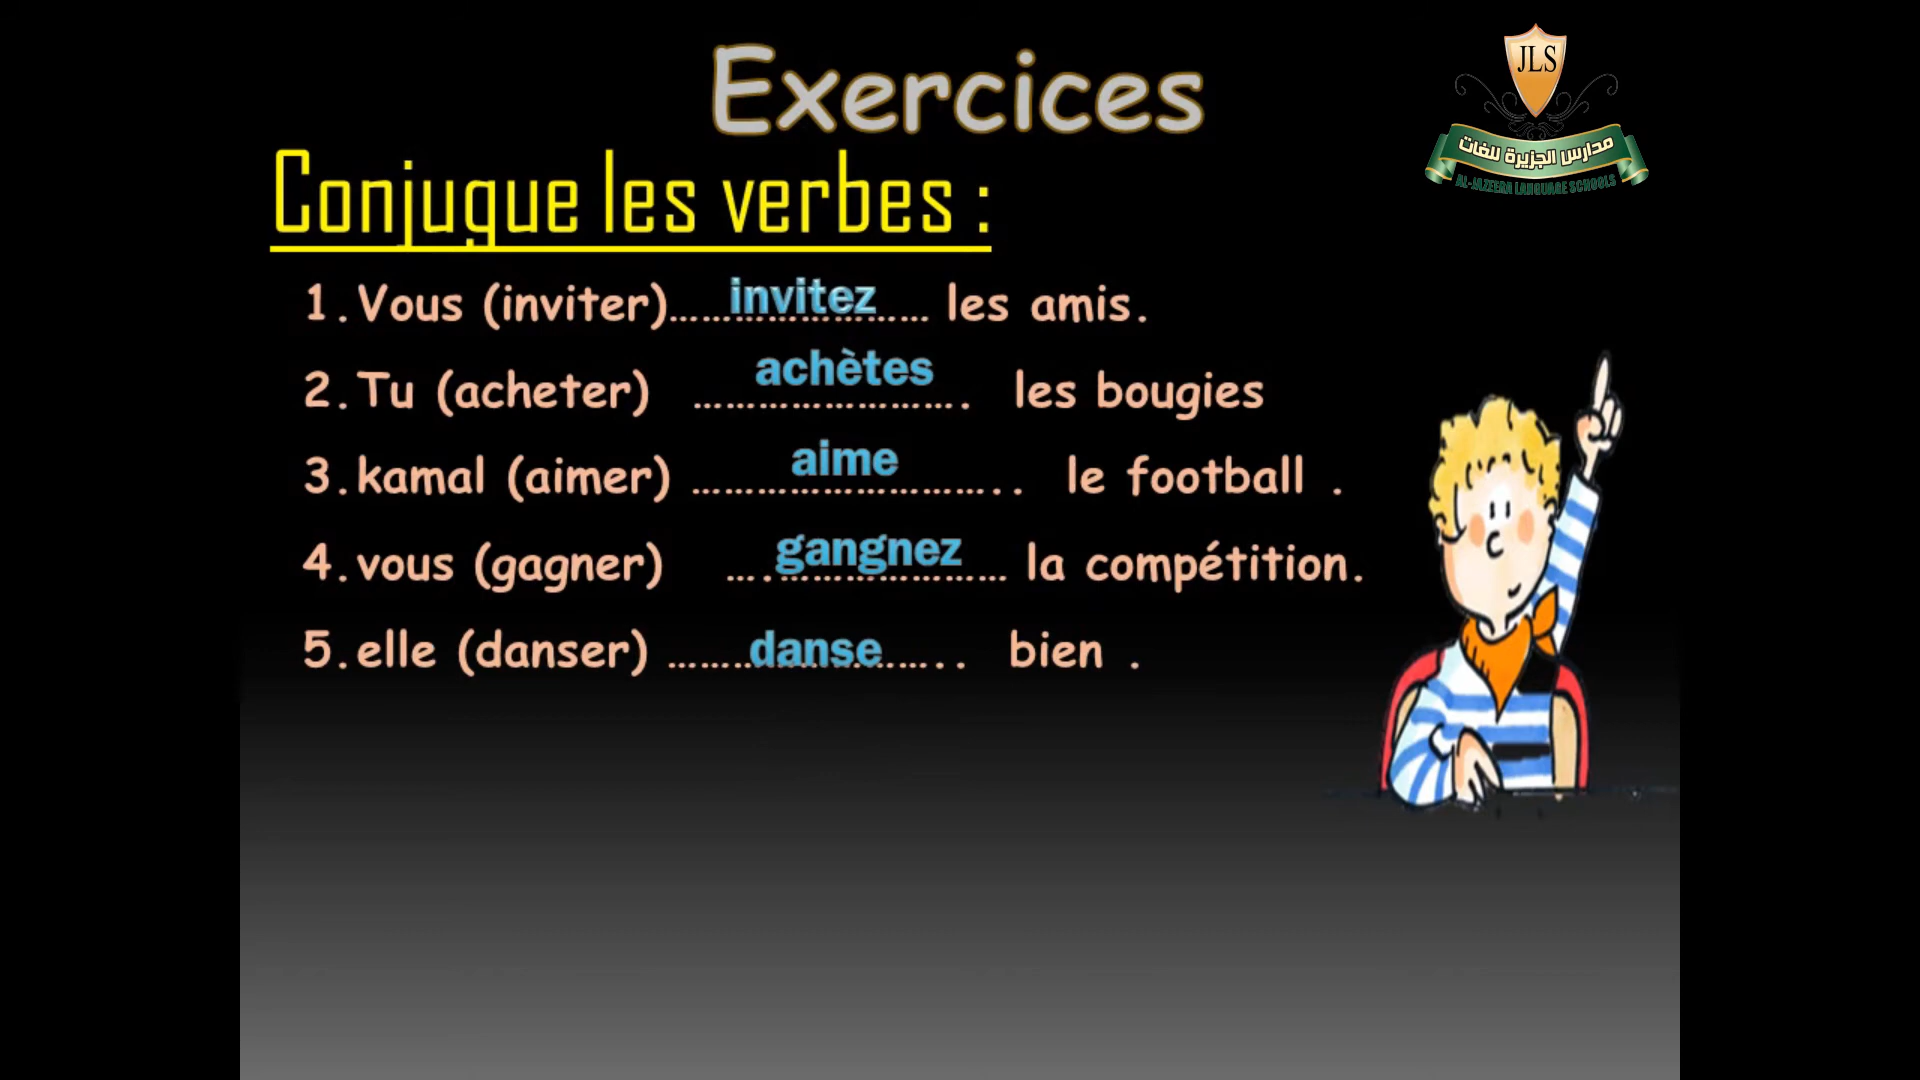 Exercices
JLS
مدارس الجزيرة للغات
AL-JAZEERA LANGUAGE SCHOOLS
Conjugue les verbes :
1. Vous (inviter)……invitez…… les amis.
2. Tu (acheter) ……achètes……. les bougies
3. kamal (aimer) ……aime…….. le football .
4. vous (gagner) ….gangnez…… la compétition.
5. elle (danser) ……danse…….. bien .